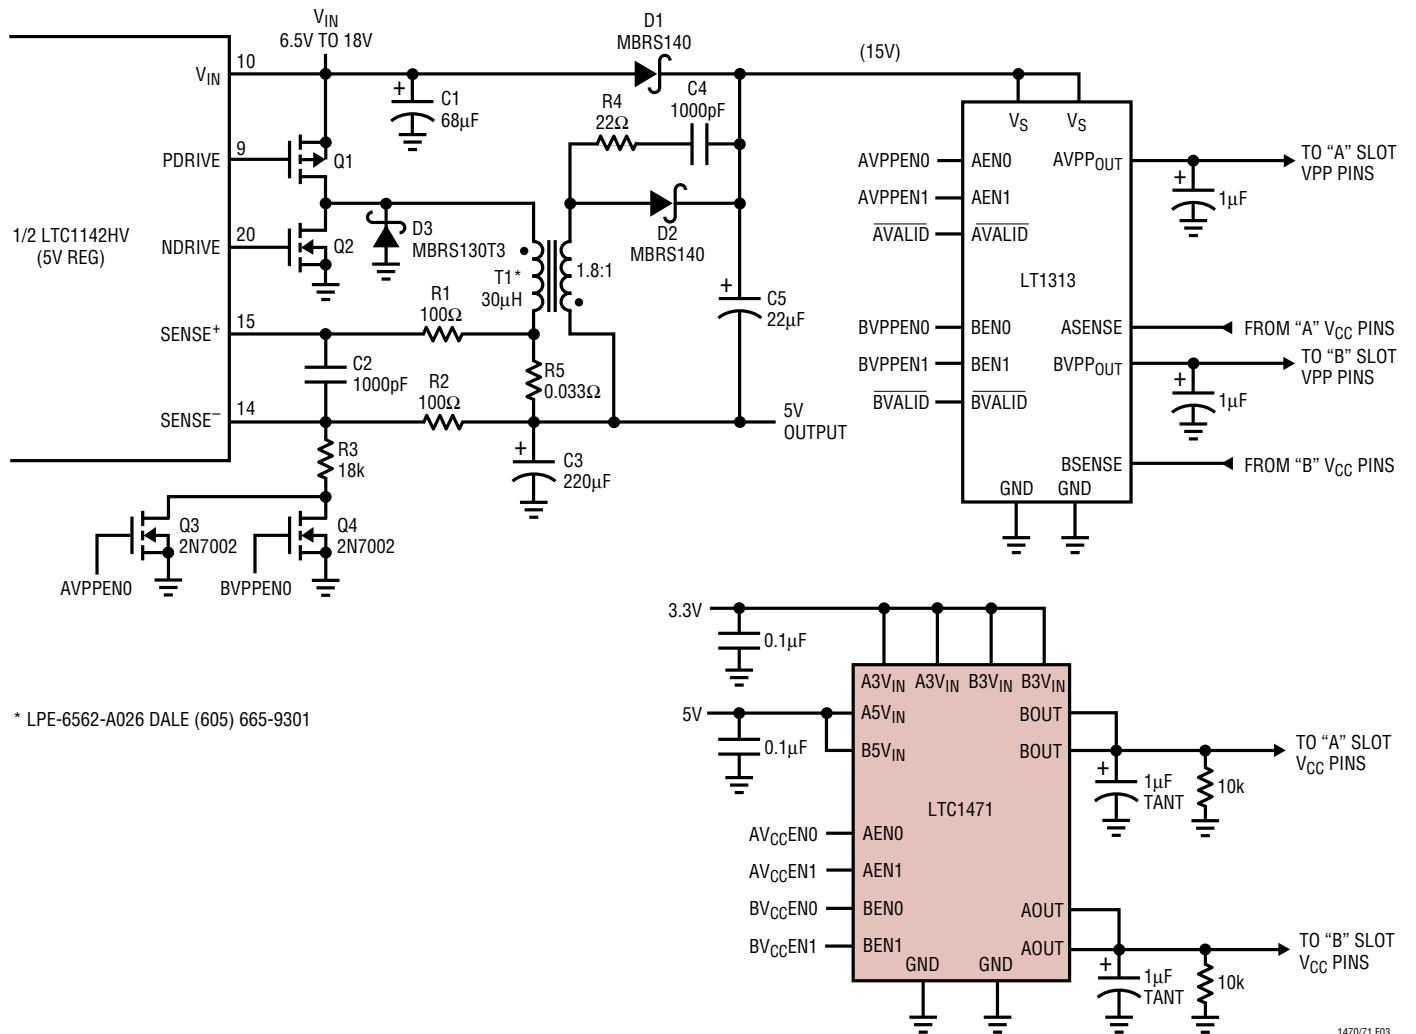 V_IN
6.5V TO 18V
D1
MBRS140
(15V)
V_IN
10
+
C1
68µF
R4
22Ω
C4
1000pF
PDRIVE
9
Q1
1/2 LTC1142HV
(5V REG)
NDRIVE
20
Q2
D3
MBRS130T3
D2
MBRS140
T1*
30µH
1.8:1
+
C5
22µF
SENSE+
15
R1
100Ω
C2
1000pF
R5
0.033Ω
SENSE–
14
R2
100Ω
5V
OUTPUT
R3
18k
+
C3
220µF
Q3
2N7002
Q4
2N7002
AVPPEN0
BVPPEN0
V_S
V_S
AVPPEN0
AEN0
AVPP_OUT
TO “A” SLOT
VPP PINS
+
1µF
AVPPEN1
AEN1
A̅V̅A̅L̅I̅D̅
A̅V̅A̅L̅I̅D̅
LT1313
BVPPEN0
BEN0
ASENSE
FROM “A” V_CC PINS
BVPPEN1
BEN1
BVPP_OUT
TO “B” SLOT
VPP PINS
+
1µF
B̅V̅A̅L̅I̅D̅
B̅V̅A̅L̅I̅D̅
BSENSE
FROM “B” V_CC PINS
GND
GND
3.3V
0.1µF
A3V_IN A3V_IN B3V_IN B3V_IN
5V
0.1µF
A5V_IN
BOUT
B5V_IN
BOUT
TO “A” SLOT
V_CC PINS
+
1µF
TANT
10k
LTC1471
AV_CCEN0
AEN0
AV_CCEN1
AEN1
BV_CCEN0
BEN0
AOUT
BV_CCEN1
BEN1
AOUT
TO “B” SLOT
V_CC PINS
+
1µF
TANT
10k
GND
GND
* LPE-6562-A026 DALE (605) 665-9301
1470/71 F03